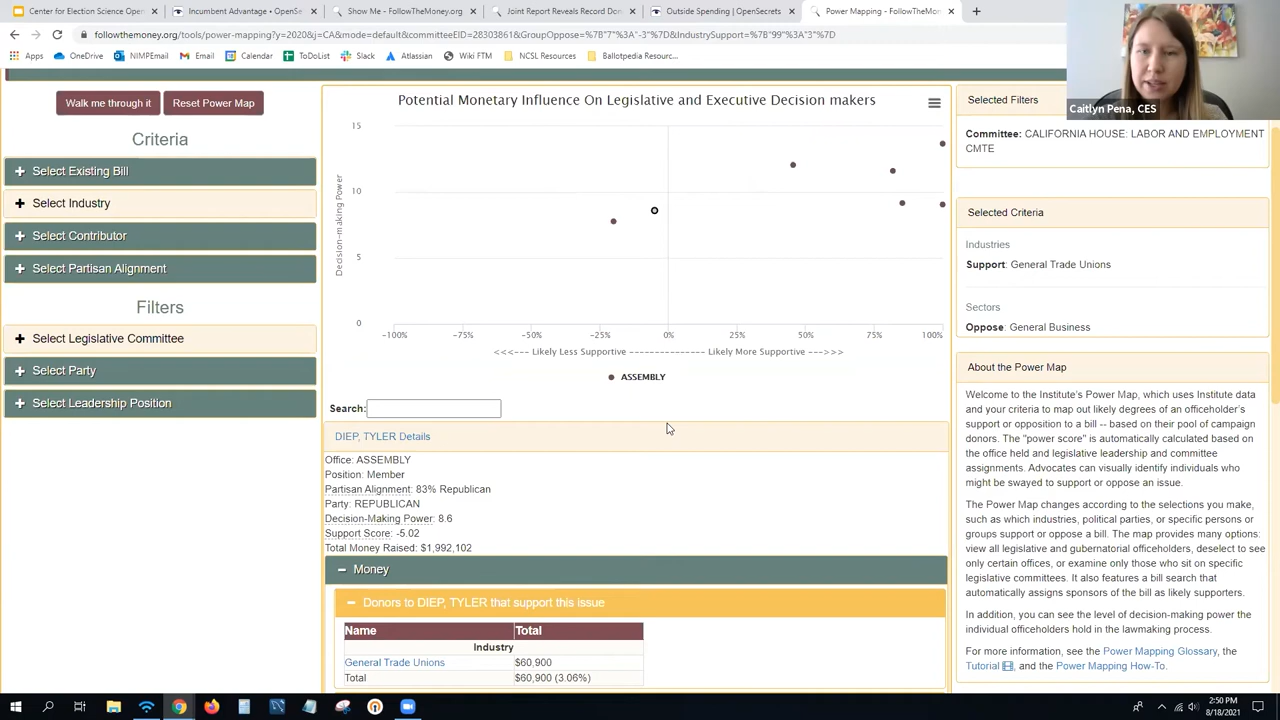 Center for Election Science Open
Incumbent Advantage • OpenSe
Show Me - FollowTheMoney.org
Joint Report Reveals Record Don
Outside Spending | OpenSecrets
Power Mapping - FollowTheMon
followthemoney.org/tools/power-mapping?y=2020&j=CA&mode=default&committeeEID=28303861&GroupOppose=%7B"7"%3A"-3"%7D&IndustrySupport=%7B"99"%3A"3"%7D
Apps
OneDrive
NIMPEmail
Email
Calendar
ToDoList
Slack
Atlassian
Wiki FTM
NCSL Resources
Ballotpedia Resourc...
Caitlyn Pena, CES
Walk me through it
Reset Power Map
Criteria
Select Existing Bill
Select Industry
Select Contributor
Select Partisan Alignment
Filters
Select Legislative Committee
Select Party
Select Leadership Position
Potential Monetary Influence On Legislative and Executive Decision makers
Decision-making Power
15
10
5
0
-100%
-75%
-50%
-25%
0%
25%
50%
75%
100%
<<<--- Likely Less Supportive --------------- Likely More Supportive --->>>
ASSEMBLY
Search:
DIEP, TYLER Details
Office: ASSEMBLY
Position: Member
Partisan Alignment: 83% Republican
Party: REPUBLICAN
Decision-Making Power: 8.6
Support Score: -5.02
Total Money Raised: $1,992,102
Money
Donors to DIEP, TYLER that support this issue
Name Total
Industry
General Trade Unions $60,900
Total $60,900 (3.06%)
Selected Filters
Committee: CALIFORNIA HOUSE: LABOR AND EMPLOYMENT
CMTE
Selected Criteria
Industries
Support: General Trade Unions
Sectors
Oppose: General Business
About the Power Map
Welcome to the Institute's Power Map, which uses Institute data
and your criteria to map out likely degrees of an officeholder's
support or opposition to a bill -- based on their pool of campaign
donors. The "power score" is automatically calculated based on
the office held and legislative leadership and committee
assignments. Advocates can visually identify individuals who
might be swayed to support or oppose an issue.
The Power Map changes according to the selections you make,
such as which industries, political parties, or specific persons or
groups support or oppose a bill. The map provides many options:
view all legislative and gubernatorial officeholders, deselect to see
only certain offices, or examine only those who sit on specific
legislative committees. It also features a bill search that
automatically assigns sponsors of the bill as likely supporters.
In addition, you can see the level of decision-making power the
individual officeholders hold in the lawmaking process.
For more information, see the Power Mapping Glossary, the
Tutorial, and the Power Mapping How-To.
2:50 PM
8/18/2021